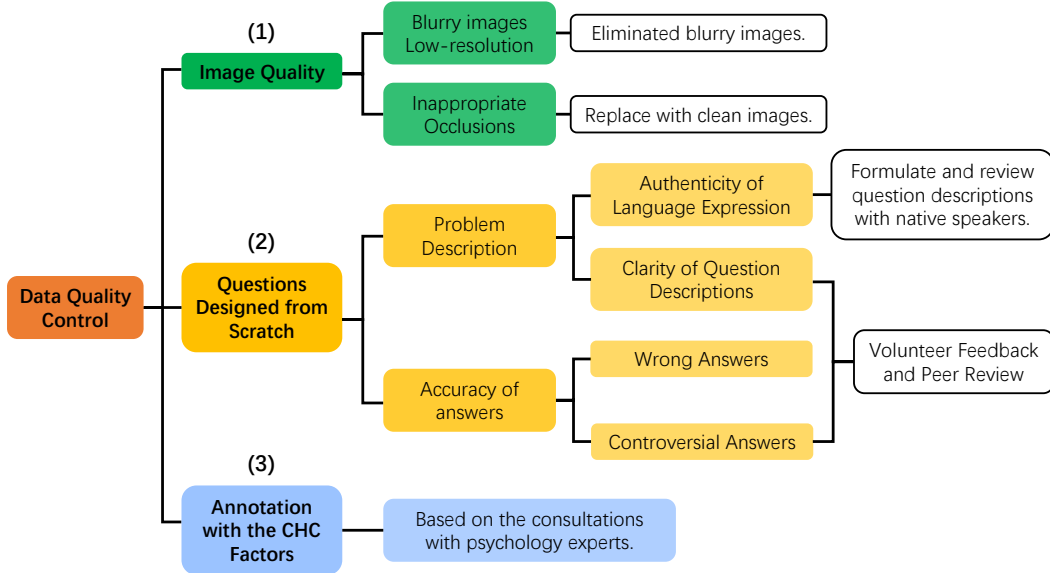 Data Quality
Control
(1)
Image Quality
Blurry images
Low-resolution
Eliminated blurry images.
Inappropriate
Occlusions
Replace with clean images.
(2)
Questions
Designed from
Scratch
Problem
Description
Authenticity of
Language Expression
Formulate and review
question descriptions
with native speakers.
Clarity of Question
Descriptions
Accuracy of
answers
Wrong Answers
Controversial Answers
Volunteer Feedback
and Peer Review
(3)
Annotation
with the CHC
Factors
Based on the consultations
with psychology experts.